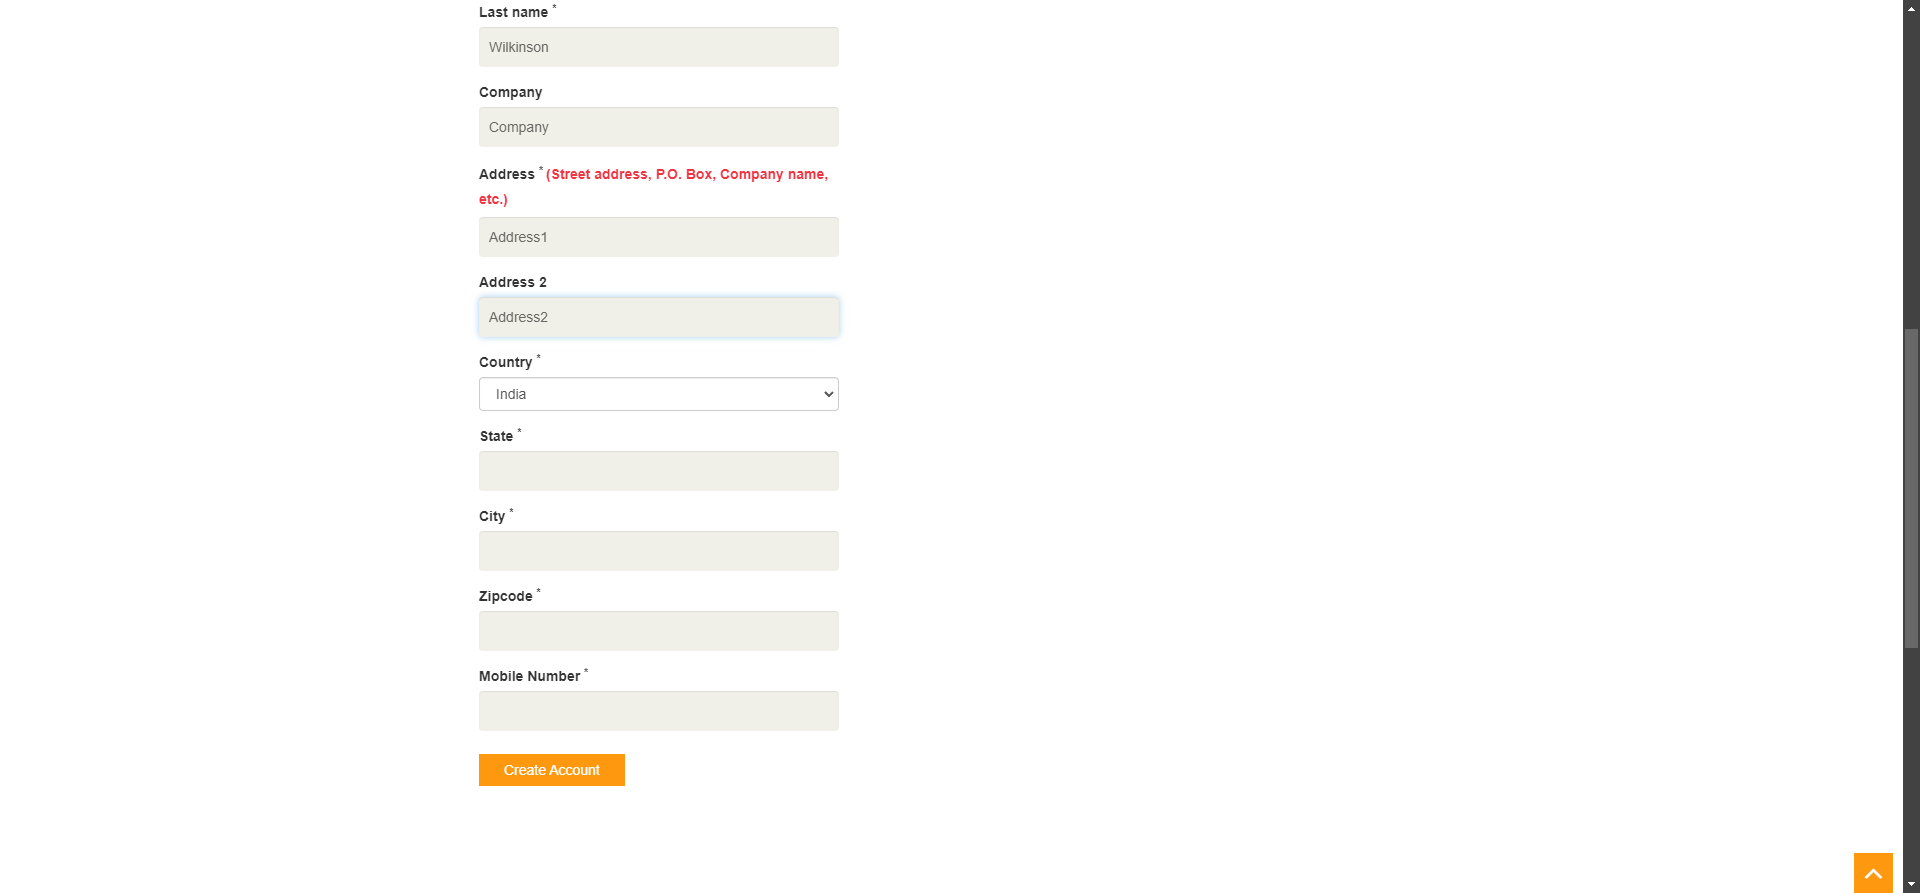 Last name *
Wilkinson
Company
Company
Address * (Street address, P.O. Box, Company name,
etc.)
Address1
Address 2
Address2
Country *
India
State *
City *
Zipcode *
Mobile Number *
Create Account